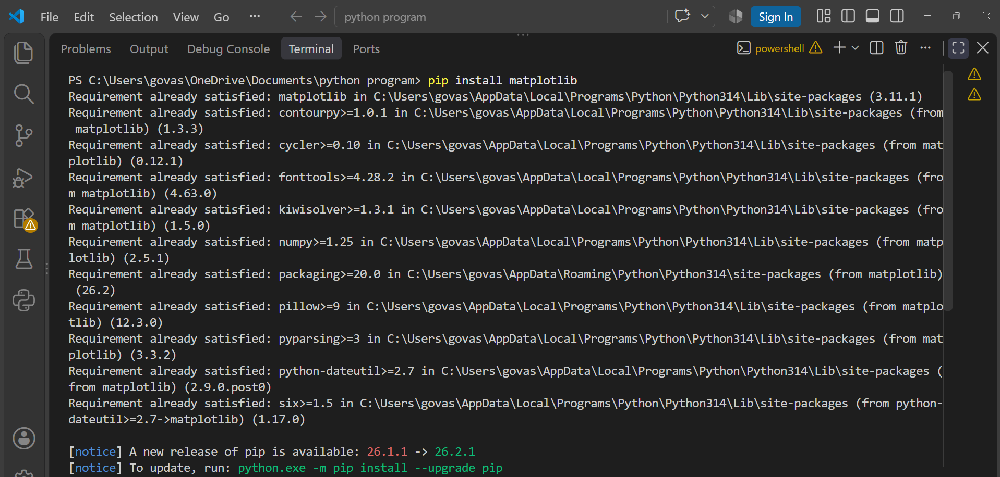 File Edit Selection View Go ··· python program Sign In
Problems Output Debug Console Terminal Ports powershell
PS C:\Users\govas\OneDrive\Documents\python program> pip install matplotlib
Requirement already satisfied: matplotlib in C:\Users\govas\AppData\Local\Programs\Python\Python314\Lib\site-packages (3.11.1)
Requirement already satisfied: contourpy>=1.0.1 in C:\Users\govas\AppData\Local\Programs\Python\Python314\Lib\site-packages (from
 matplotlib) (1.3.3)
Requirement already satisfied: cycler>=0.10 in C:\Users\govas\AppData\Local\Programs\Python\Python314\Lib\site-packages (from mat
plotlib) (0.12.1)
Requirement already satisfied: fonttools>=4.28.2 in C:\Users\govas\AppData\Local\Programs\Python\Python314\Lib\site-packages (fro
m matplotlib) (4.63.0)
Requirement already satisfied: kiwisolver>=1.3.1 in C:\Users\govas\AppData\Local\Programs\Python\Python314\Lib\site-packages (fro
m matplotlib) (1.5.0)
Requirement already satisfied: numpy>=1.25 in C:\Users\govas\AppData\Local\Programs\Python\Python314\Lib\site-packages (from matp
lotlib) (2.5.1)
Requirement already satisfied: packaging>=20.0 in C:\Users\govas\AppData\Roaming\Python\Python314\site-packages (from matplotlib)
 (26.2)
Requirement already satisfied: pillow>=9 in C:\Users\govas\AppData\Local\Programs\Python\Python314\Lib\site-packages (from matplo
tlib) (12.3.0)
Requirement already satisfied: pyparsing>=3 in C:\Users\govas\AppData\Local\Programs\Python\Python314\Lib\site-packages (from mat
plotlib) (3.3.2)
Requirement already satisfied: python-dateutil>=2.7 in C:\Users\govas\AppData\Local\Programs\Python\Python314\Lib\site-packages (
from matplotlib) (2.9.0.post0)
Requirement already satisfied: six>=1.5 in C:\Users\govas\AppData\Local\Programs\Python\Python314\Lib\site-packages (from python-
dateutil>=2.7->matplotlib) (1.17.0)
[notice] A new release of pip is available: 26.1.1 -> 26.2.1
[notice] To update, run: python.exe -m pip install --upgrade pip